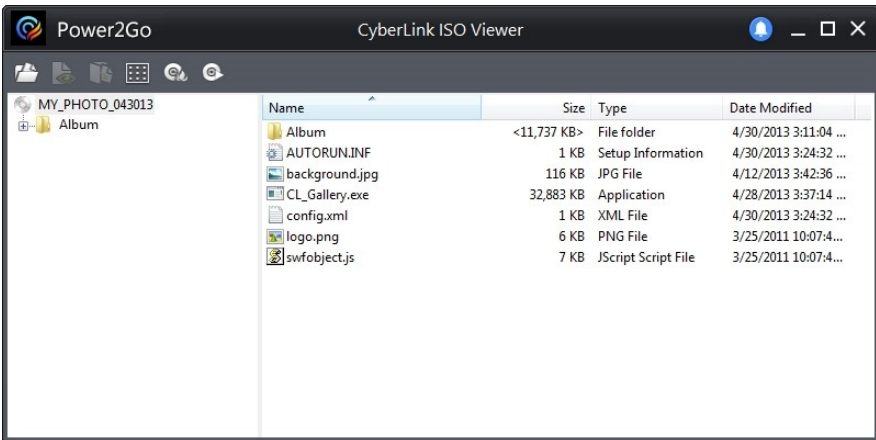 Power2Go CyberLink ISO Viewer
MY_PHOTO_043013
Album
Name Size Type Date Modified
Album <11,737 KB> File folder 4/30/2013 3:11:04 ...
AUTORUN.INF 1 KB Setup Information 4/30/2013 3:24:32 ...
background.jpg 116 KB JPG File 4/12/2013 3:42:36 ...
CL_Gallery.exe 32,883 KB Application 4/28/2013 3:37:14 ...
config.xml 1 KB XML File 4/30/2013 3:24:32 ...
logo.png 6 KB PNG File 3/25/2011 10:07:4...
swfobject.js 7 KB JScript Script File 3/25/2011 10:07:4...